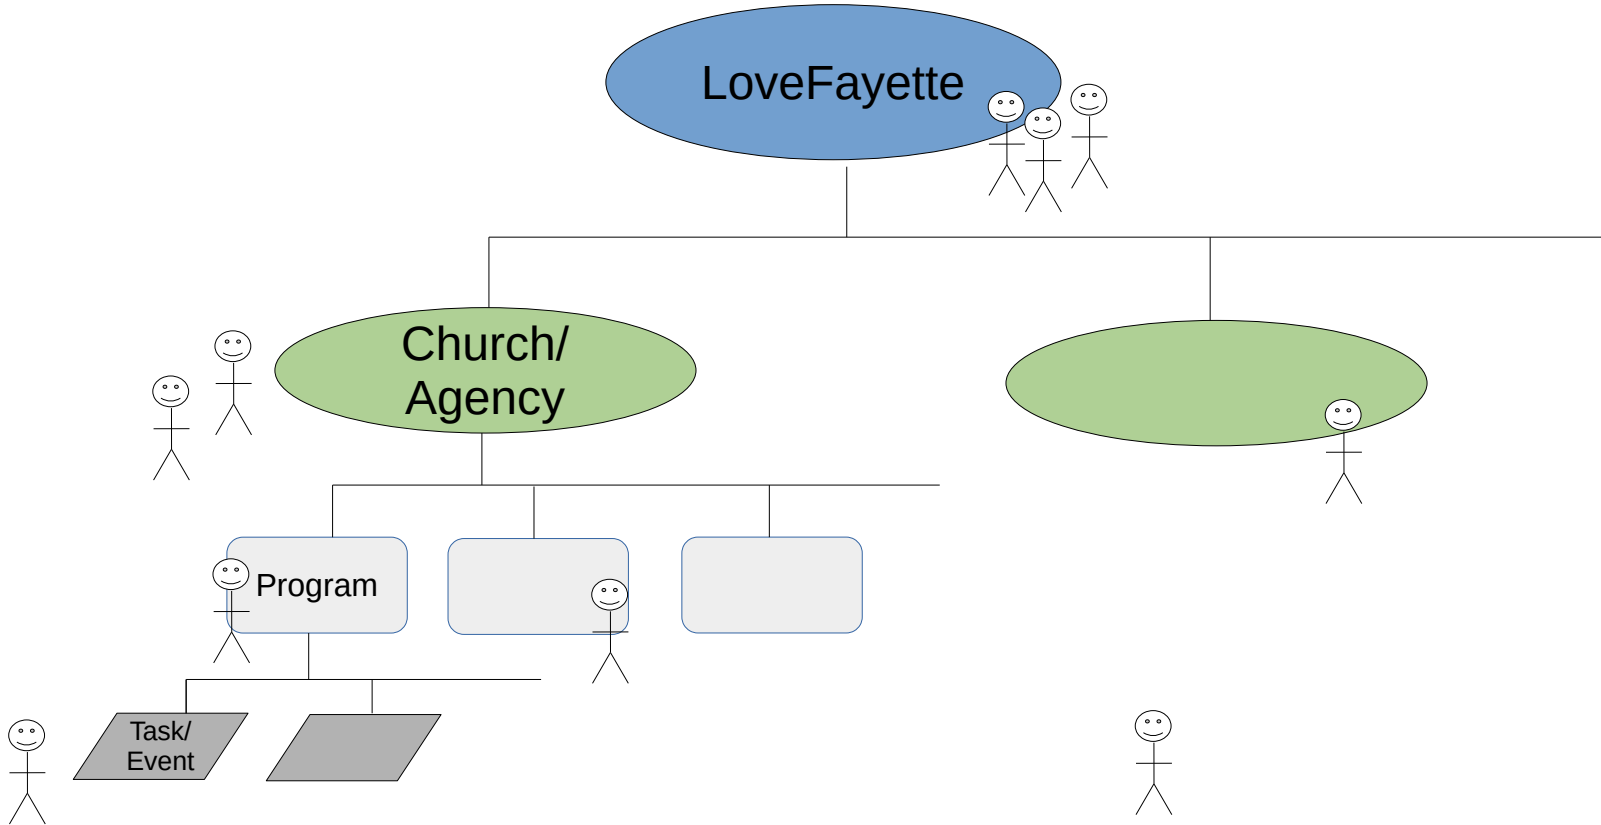 LoveFayette
Church/
Agency
Program
Task/
Event